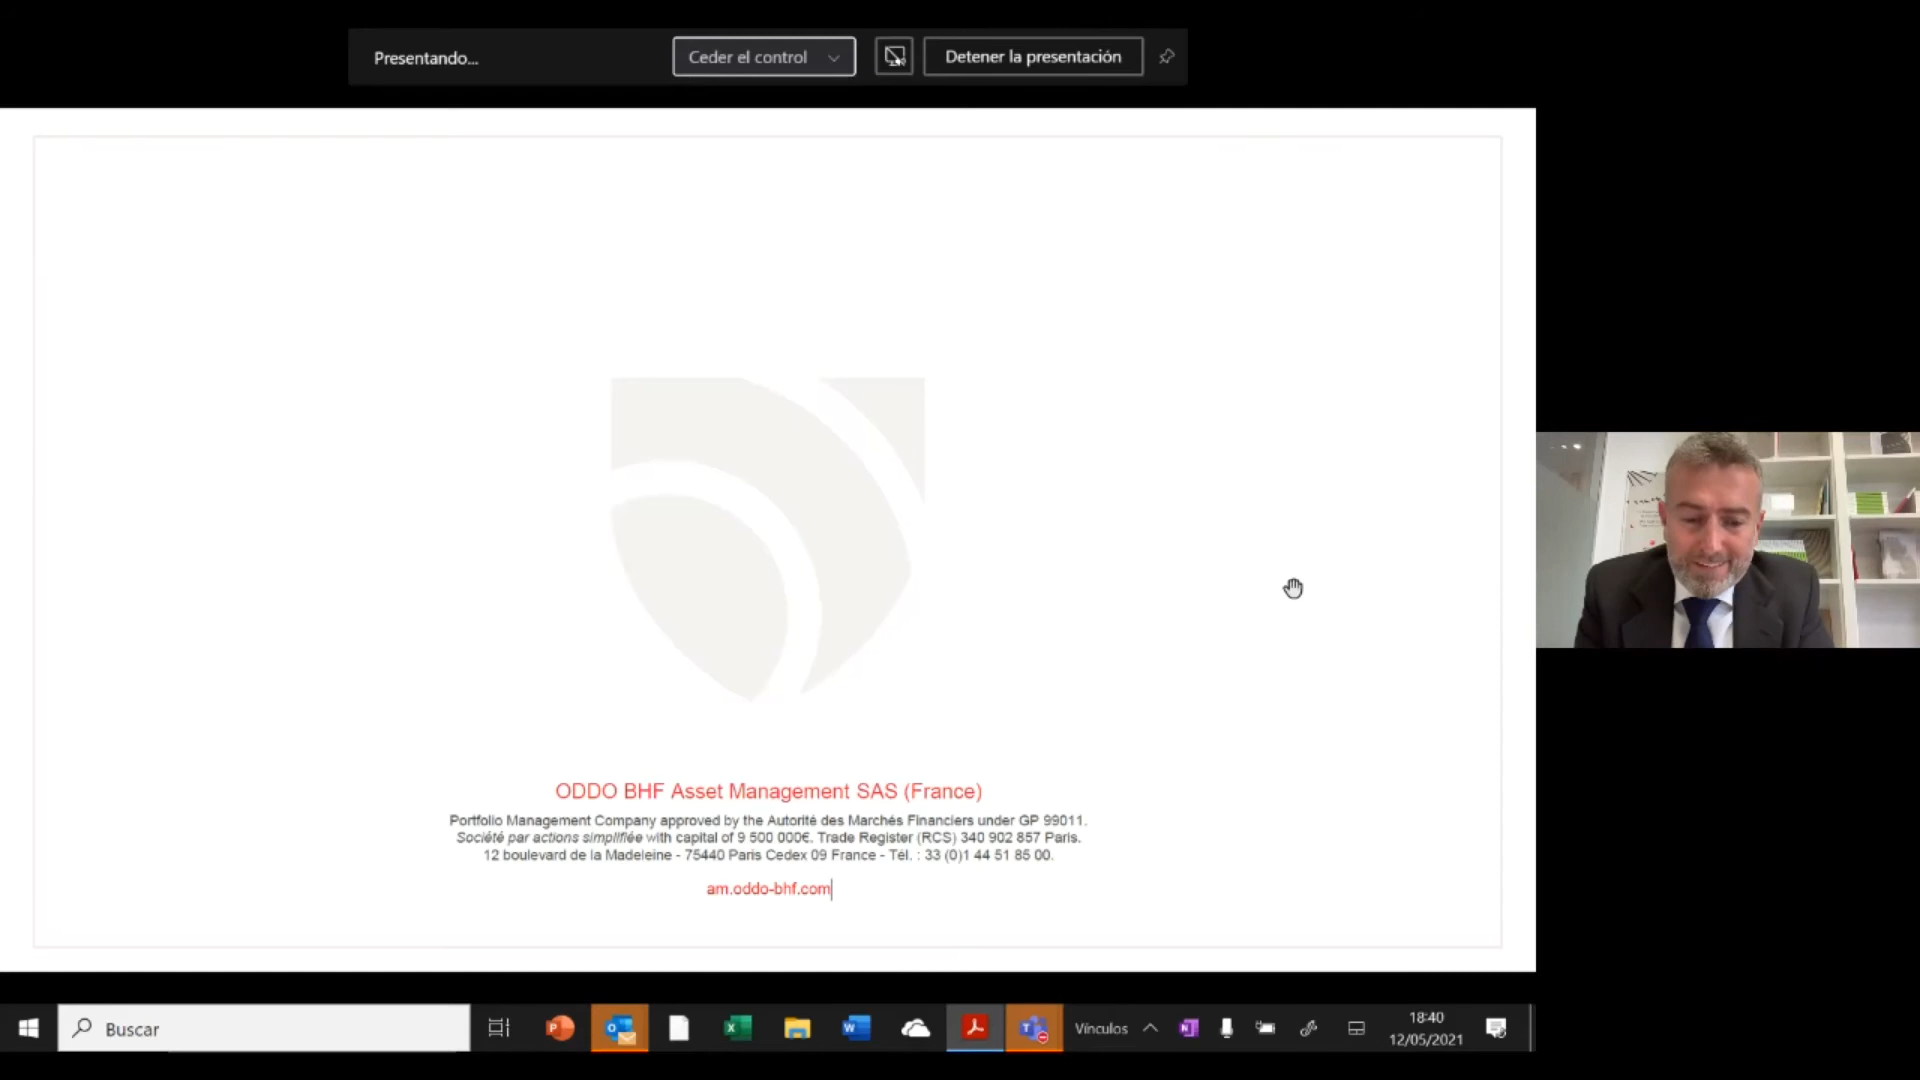 Presentando...
Ceder el control
Detener la presentación
ODDO BHF Asset Management SAS (France)
Portfolio Management Company approved by the Autorité des Marchés Financiers under GP 99011.
Société par actions simplifiée with capital of 9 500 000€. Trade Register (RCS) 340 902 857 Paris.
12 boulevard de la Madeleine - 75440 Paris Cedex 09 France - Tél. : 33 (0)1 44 51 85 00.
am.oddo-bhf.com
Buscar
Vínculos
18:40
12/05/2021